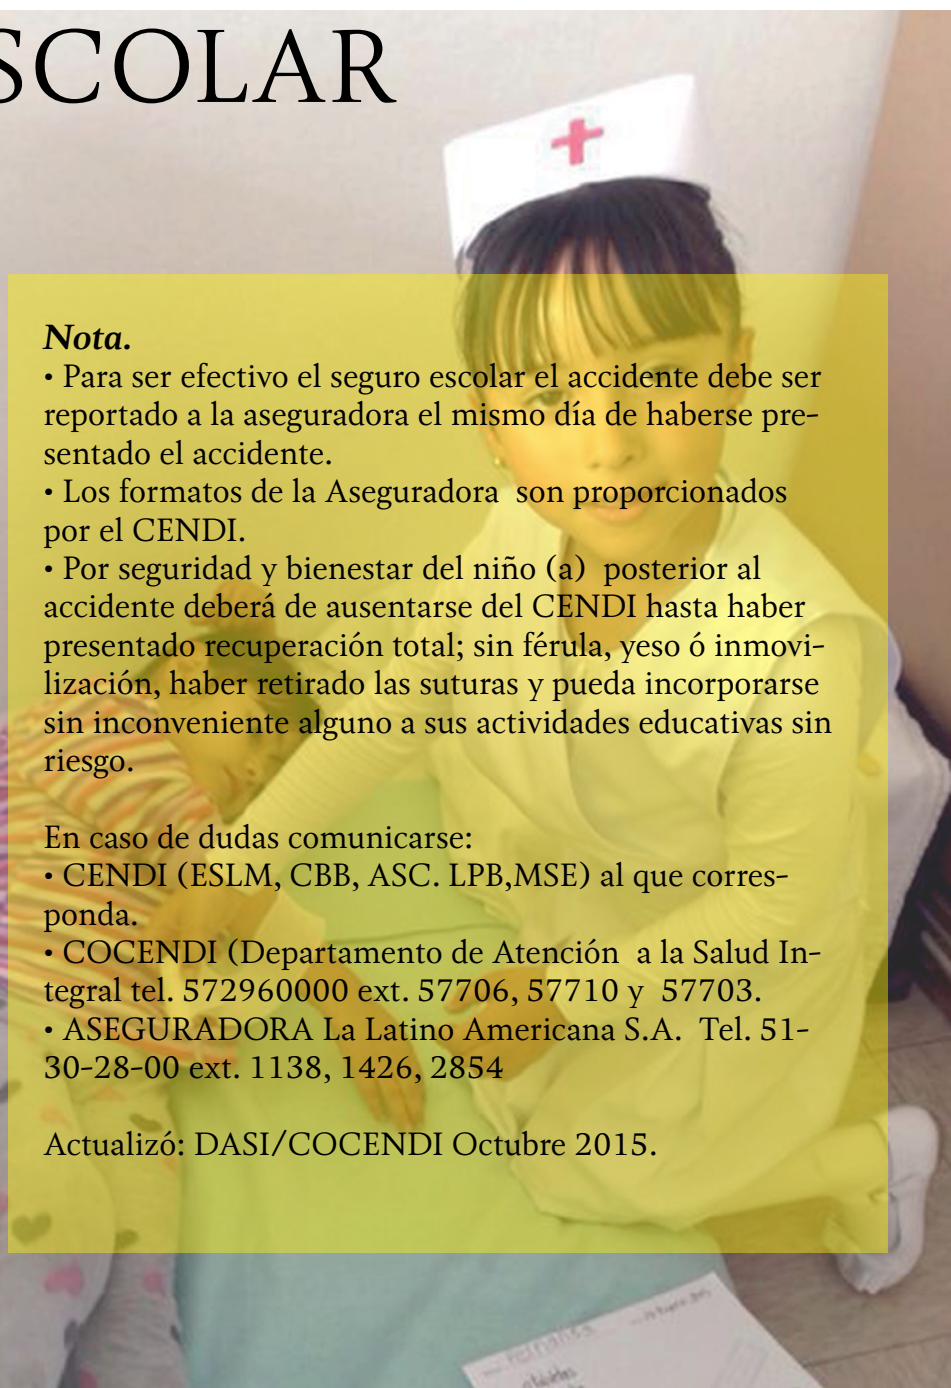 SCOLAR
Nota.
• Para ser efectivo el seguro escolar el accidente debe ser
reportado a la aseguradora el mismo día de haberse pre-
sentado el accidente.
• Los formatos de la Aseguradora  son proporcionados
por el CENDI.
• Por seguridad y bienestar del niño (a)  posterior al
accidente deberá de ausentarse del CENDI hasta haber
presentado recuperación total; sin férula, yeso ó inmovi-
lización, haber retirado las suturas y pueda incorporarse
sin inconveniente alguno a sus actividades educativas sin
riesgo.
En caso de dudas comunicarse:
• CENDI (ESLM, CBB, ASC. LPB,MSE) al que corres-
ponda.
• COCENDI (Departamento de Atención  a la Salud In-
tegral tel. 572960000 ext. 57706, 57710 y  57703.
• ASEGURADORA La Latino Americana S.A.  Tel. 51-
30-28-00 ext. 1138, 1426, 2854
Actualizó: DASI/COCENDI Octubre 2015.